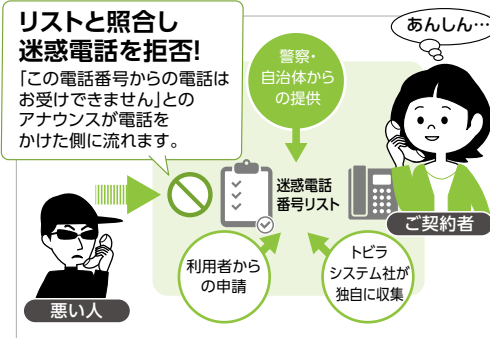 リストと照合し
迷惑電話を拒否!
「この電話番号からの電話は
お受けできません」との
アナウンスが電話を
かけた側に流れます。
警察・
自治体から
の提供
あんしん…
迷惑電話
番号リスト
ご契約者
利用者から
の申請
トビラ
システム社が
独自に収集
悪い人